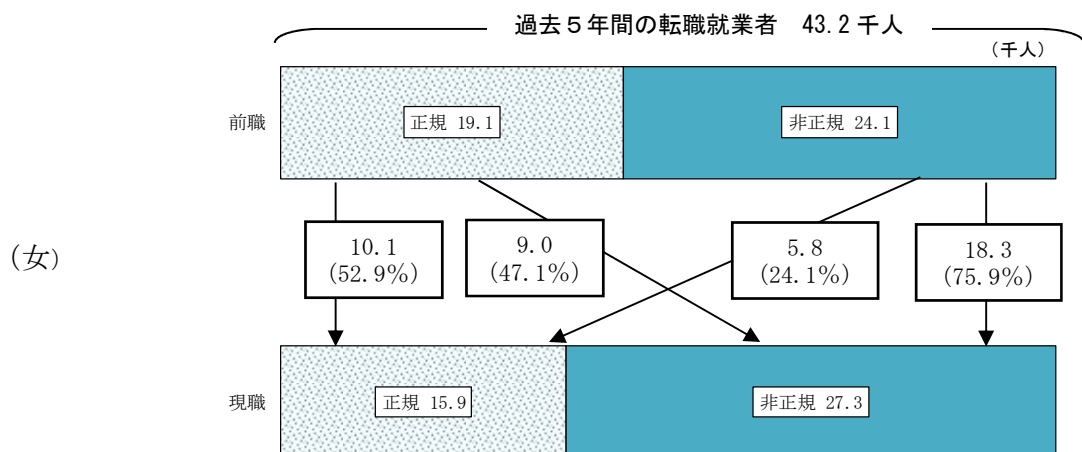 過去５年間の転職就業者　43.2 千人
（千人）
前職
正規 19.1
非正規 24.1
（女）
10.1
(52.9%)
9.0
(47.1%)
5.8
(24.1%)
18.3
(75.9%)
現職
正規 15.9
非正規 27.3